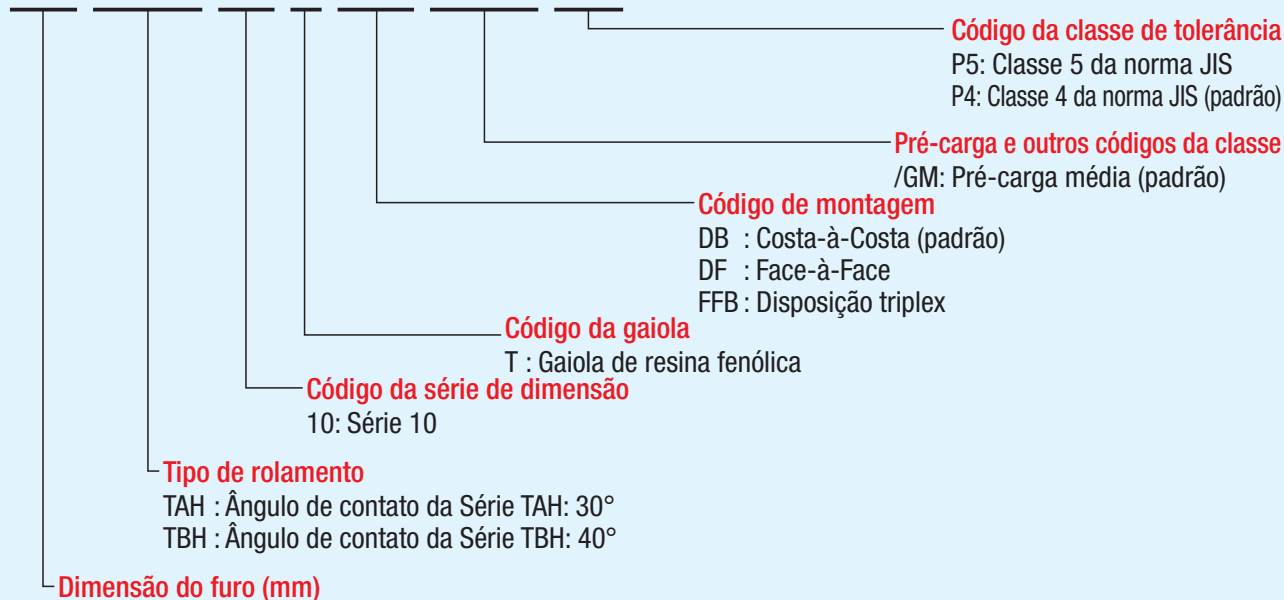 Código da classe de tolerância
P5: Classe 5 da norma JIS
P4: Classe 4 da norma JIS (padrão)
Pré-carga e outros códigos da classe
/GM: Pré-carga média (padrão)
Código de montagem
DB : Costa-à-Costa (padrão)
DF : Face-à-Face
FFB : Disposição triplex
Código da gaiola
T : Gaiola de resina fenólica
Código da série de dimensão
10: Série 10
Tipo de rolamento
TAH : Ângulo de contato da Série TAH: 30°
TBH : Ângulo de contato da Série TBH: 40°
Dimensão do furo (mm)